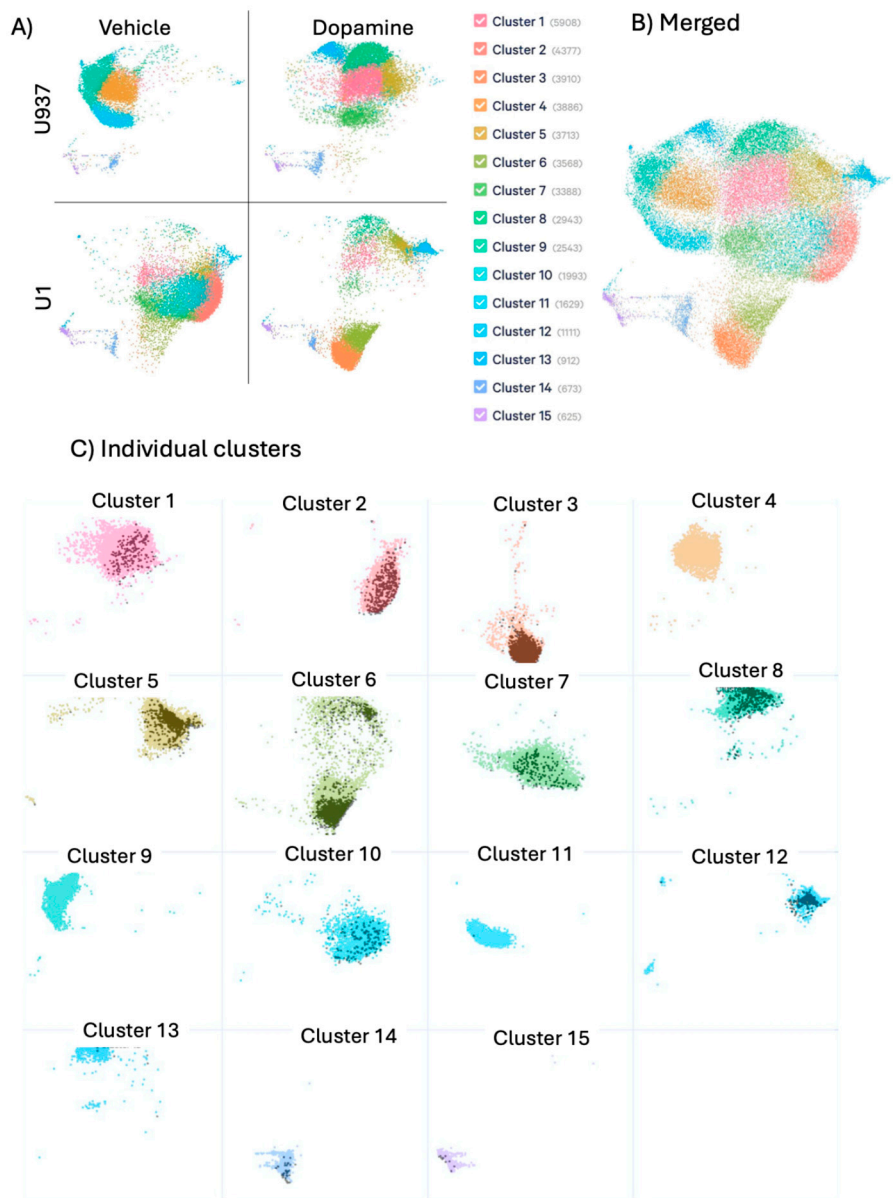 A)
Vehicle
Dopamine
U937
U1
Cluster 1 (5908)
Cluster 2 (4377)
Cluster 3 (3910)
Cluster 4 (3886)
Cluster 5 (3713)
Cluster 6 (3568)
Cluster 7 (3388)
Cluster 8 (2943)
Cluster 9 (2543)
Cluster 10 (1993)
Cluster 11 (1629)
Cluster 12 (1111)
Cluster 13 (912)
Cluster 14 (673)
Cluster 15 (625)
B) Merged
C) Individual clusters
Cluster 1
Cluster 2
Cluster 3
Cluster 4
Cluster 5
Cluster 6
Cluster 7
Cluster 8
Cluster 9
Cluster 10
Cluster 11
Cluster 12
Cluster 13
Cluster 14
Cluster 15